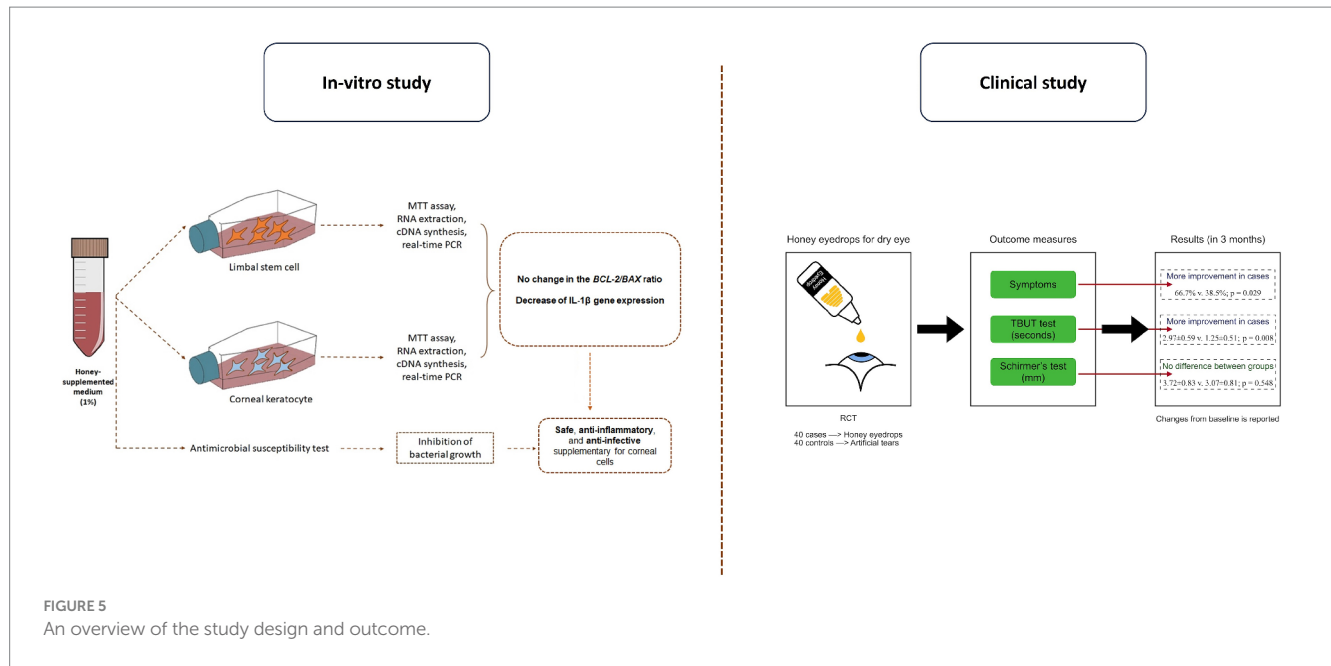 In-vitro study
Honey-
supplemented
medium
(1%)
Limbal stem cell
MTT assay,
RNA extraction,
cDNA synthesis,
real-time PCR
Corneal keratocyte
MTT assay,
RNA extraction,
cDNA synthesis,
real-time PCR
No change in the BCL-2/BAX ratio
Decrease of IL-1β gene expression
Antimicrobial susceptibility test
Inhibition of
bacterial growth
Safe, anti-inflammatory,
and anti-infective
supplementary for corneal
cells
Clinical study
Honey eyedrops for dry eye
Honey
Eyedrop
RCT
40 cases —> Honey eyedrops
40 controls —> Artificial tears
Outcome measures
Symptoms
TBUT test
(seconds)
Schirmer's test
(mm)
Results (in 3 months)
More improvement in cases
66.7% v. 38.5%; p = 0.029
More improvement in cases
2.97±0.59 v. 1.25±0.51; p = 0.008
No difference between groups
3.72±0.83 v. 3.07±0.81; p = 0.548
Changes from baseline is reported
FIGURE 5
An overview of the study design and outcome.